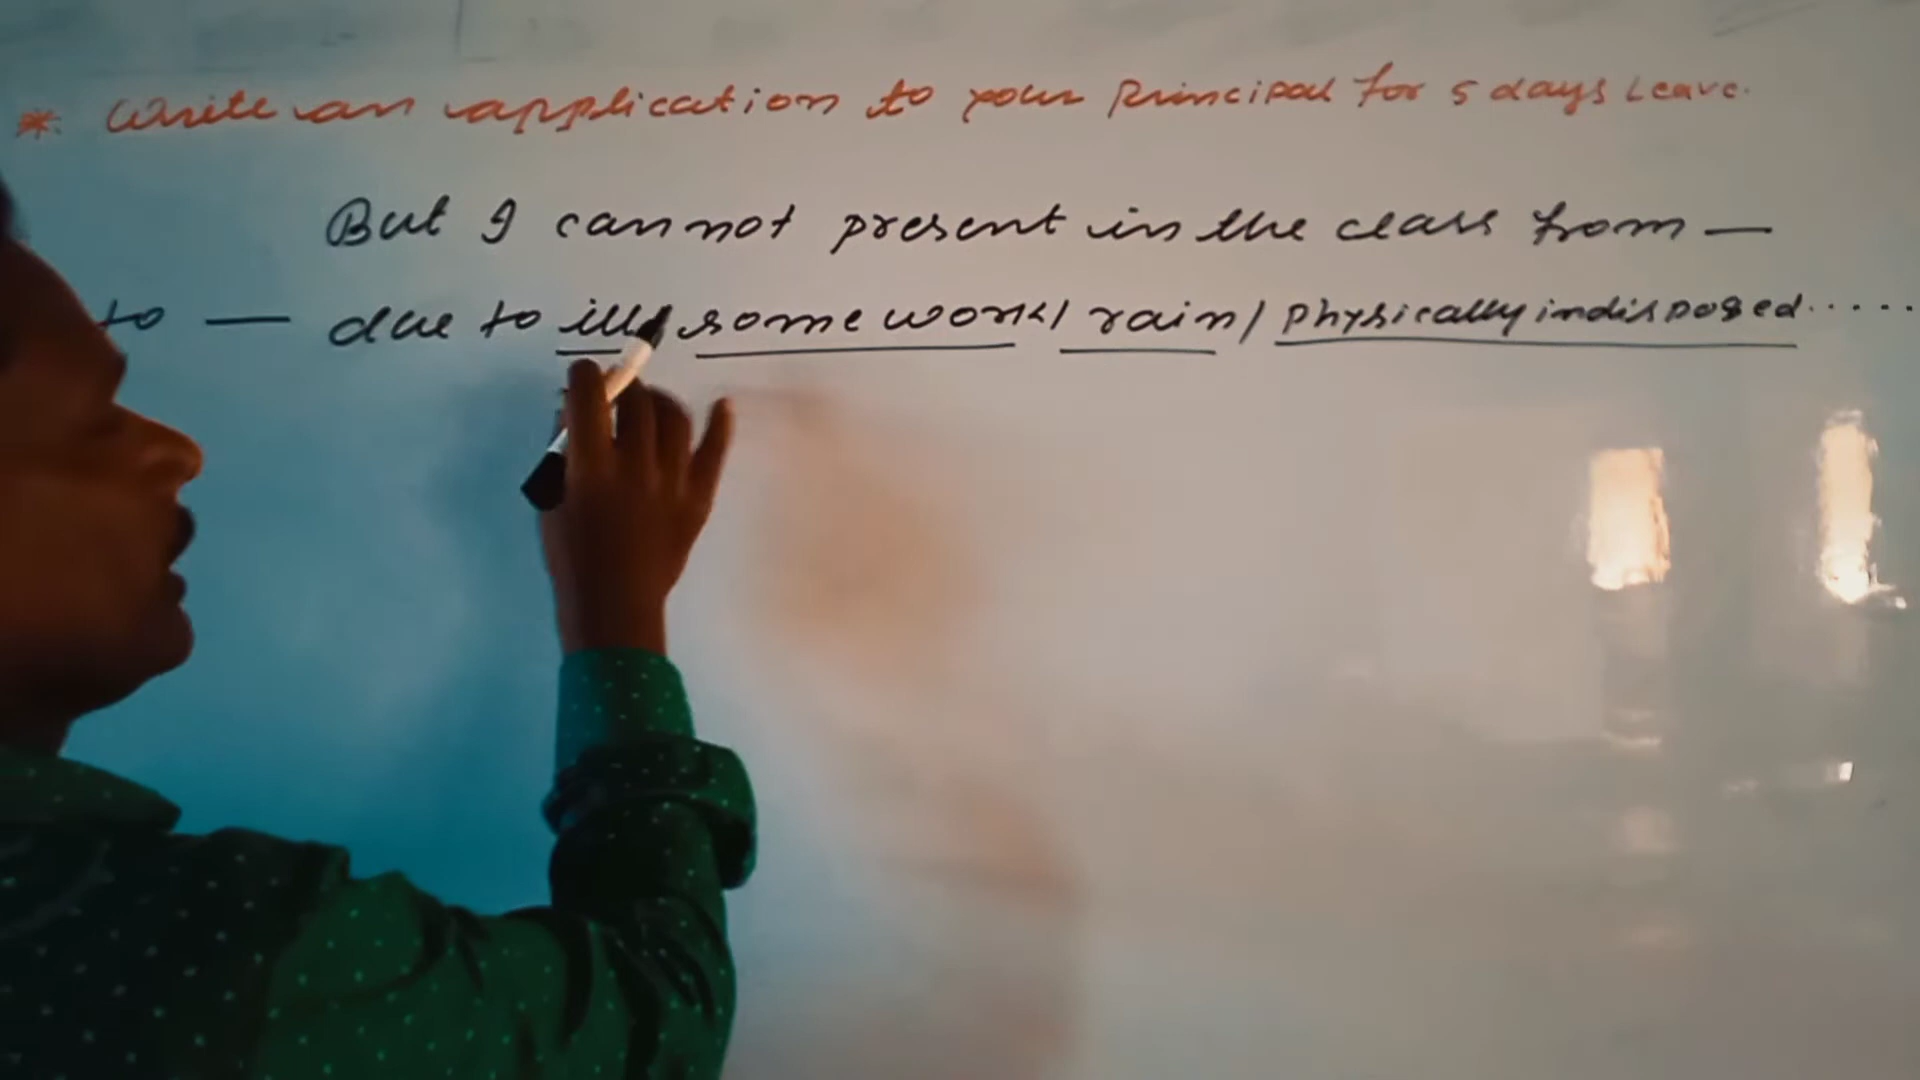 *. Write an application to your Principal for 5 days Leave.
But I cannot present in the class from —
to — due to ill/ some work/ rain/ physically indisposed.....